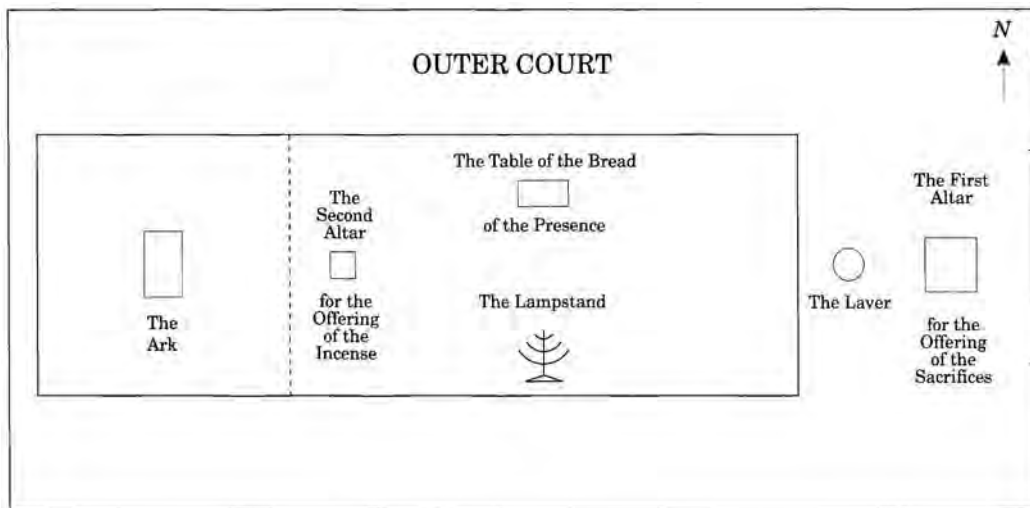 OUTER COURT
N
The Ark
The Second Altar
for the Offering of the Incense
The Table of the Bread
of the Presence
The Lampstand
The Laver
The First Altar
for the Offering of the Sacrifices